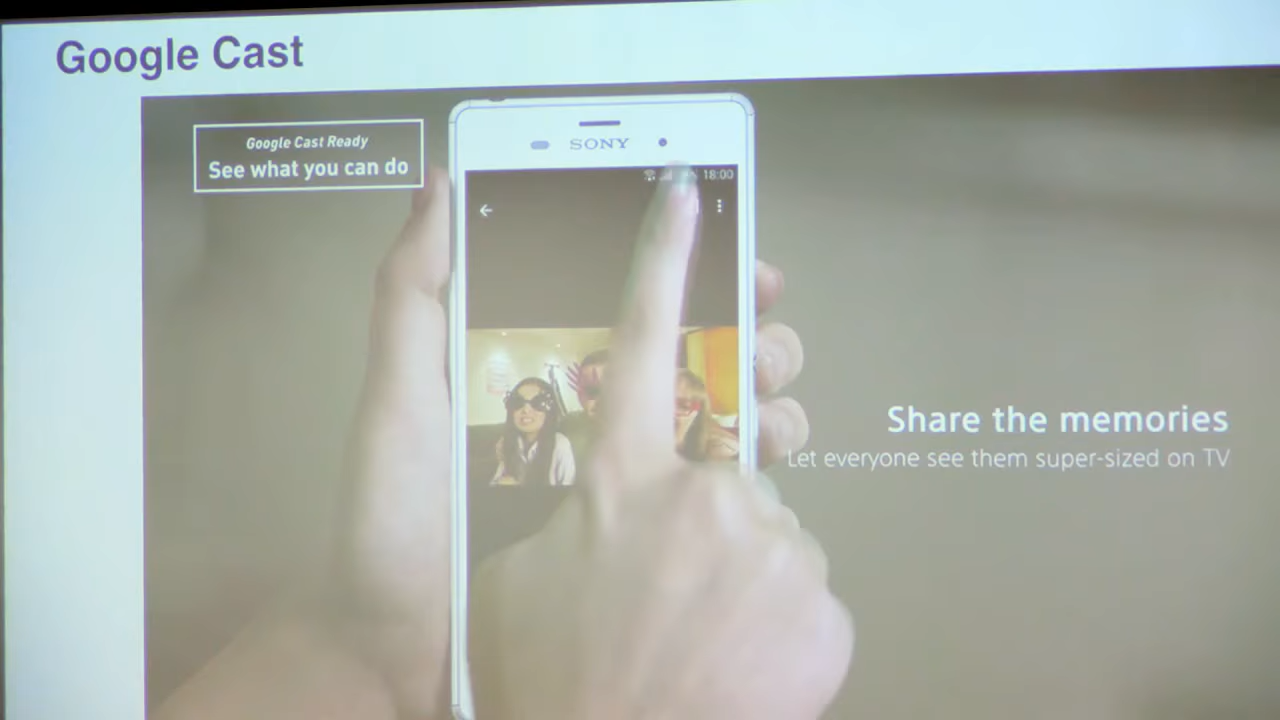 Google Cast
Google Cast Ready
See what you can do
SONY
18:00
Share the memories
Let everyone see them super-sized on TV